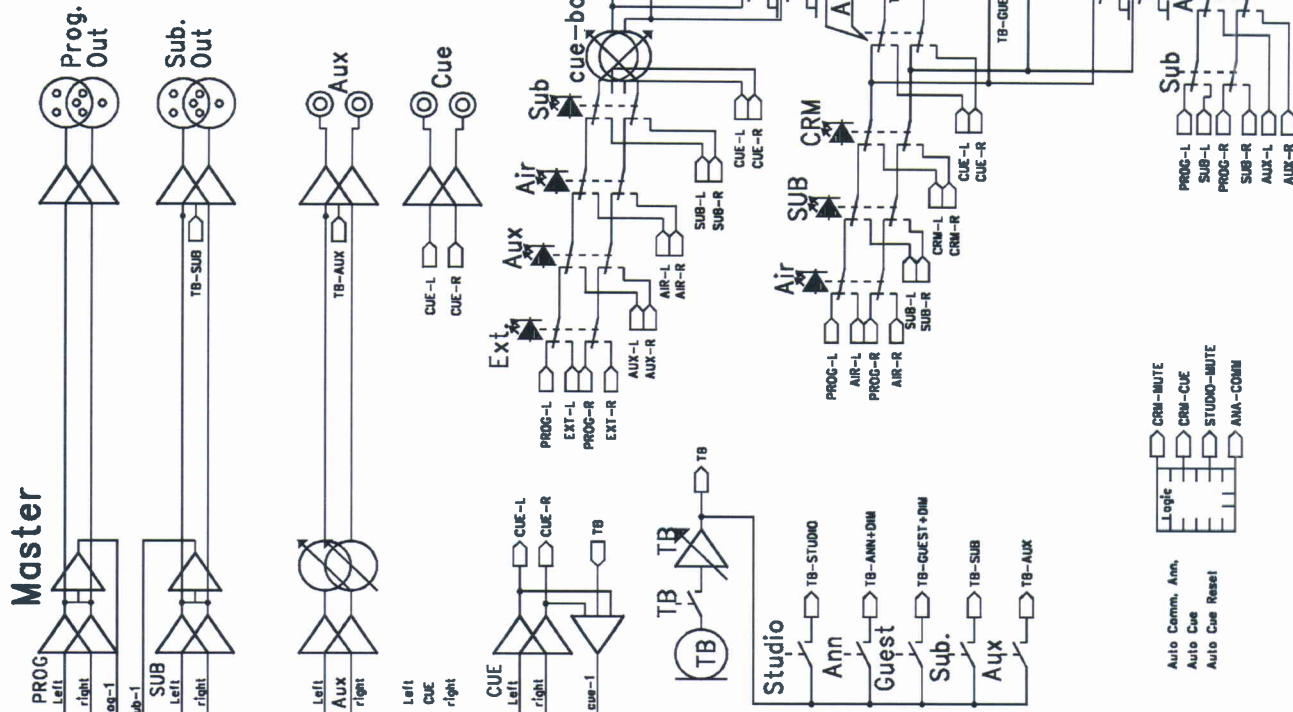 Master
PROG
Left
right
SUB
Left
right
Left
Aux
right
Left
CUE
right
CUE
Left
right
cue-1
Prog.
Out
Sub.
Out
TB-SUB
Aux
TB-AUX
Cue
CUE-L
CUE-R
CUE-L
CUE-R
TB
TB
TB
TB
TB
Studio
TB-STUDIO
Ann
TB-ANN+DIM
Guest
TB-GUEST+DIM
Sub.
TB-SUB
Aux
TB-AUX
Ext.
Aux
Air
Sub
PROG-L
EXT-L
PROG-R
EXT-R
AUX-L
AUX-R
AIR-L
AIR-R
SUB-L
SUB-R
CUE-L
CUE-R
Air
SUB
CRM
PROG-L
AIR-L
PROG-R
AIR-R
SUB-L
SUB-R
CRM-L
CRM-R
CUE-L
CUE-R
Sub
PROG-L
SUB-L
PROG-R
SUB-R
AUX-L
AUX-R
Logic
CRM-MUTE
CRM-CUE
STUDIO-MUTE
ANA-COMM
Auto Comm. Ann.
Auto Cue
Auto Cue Reset